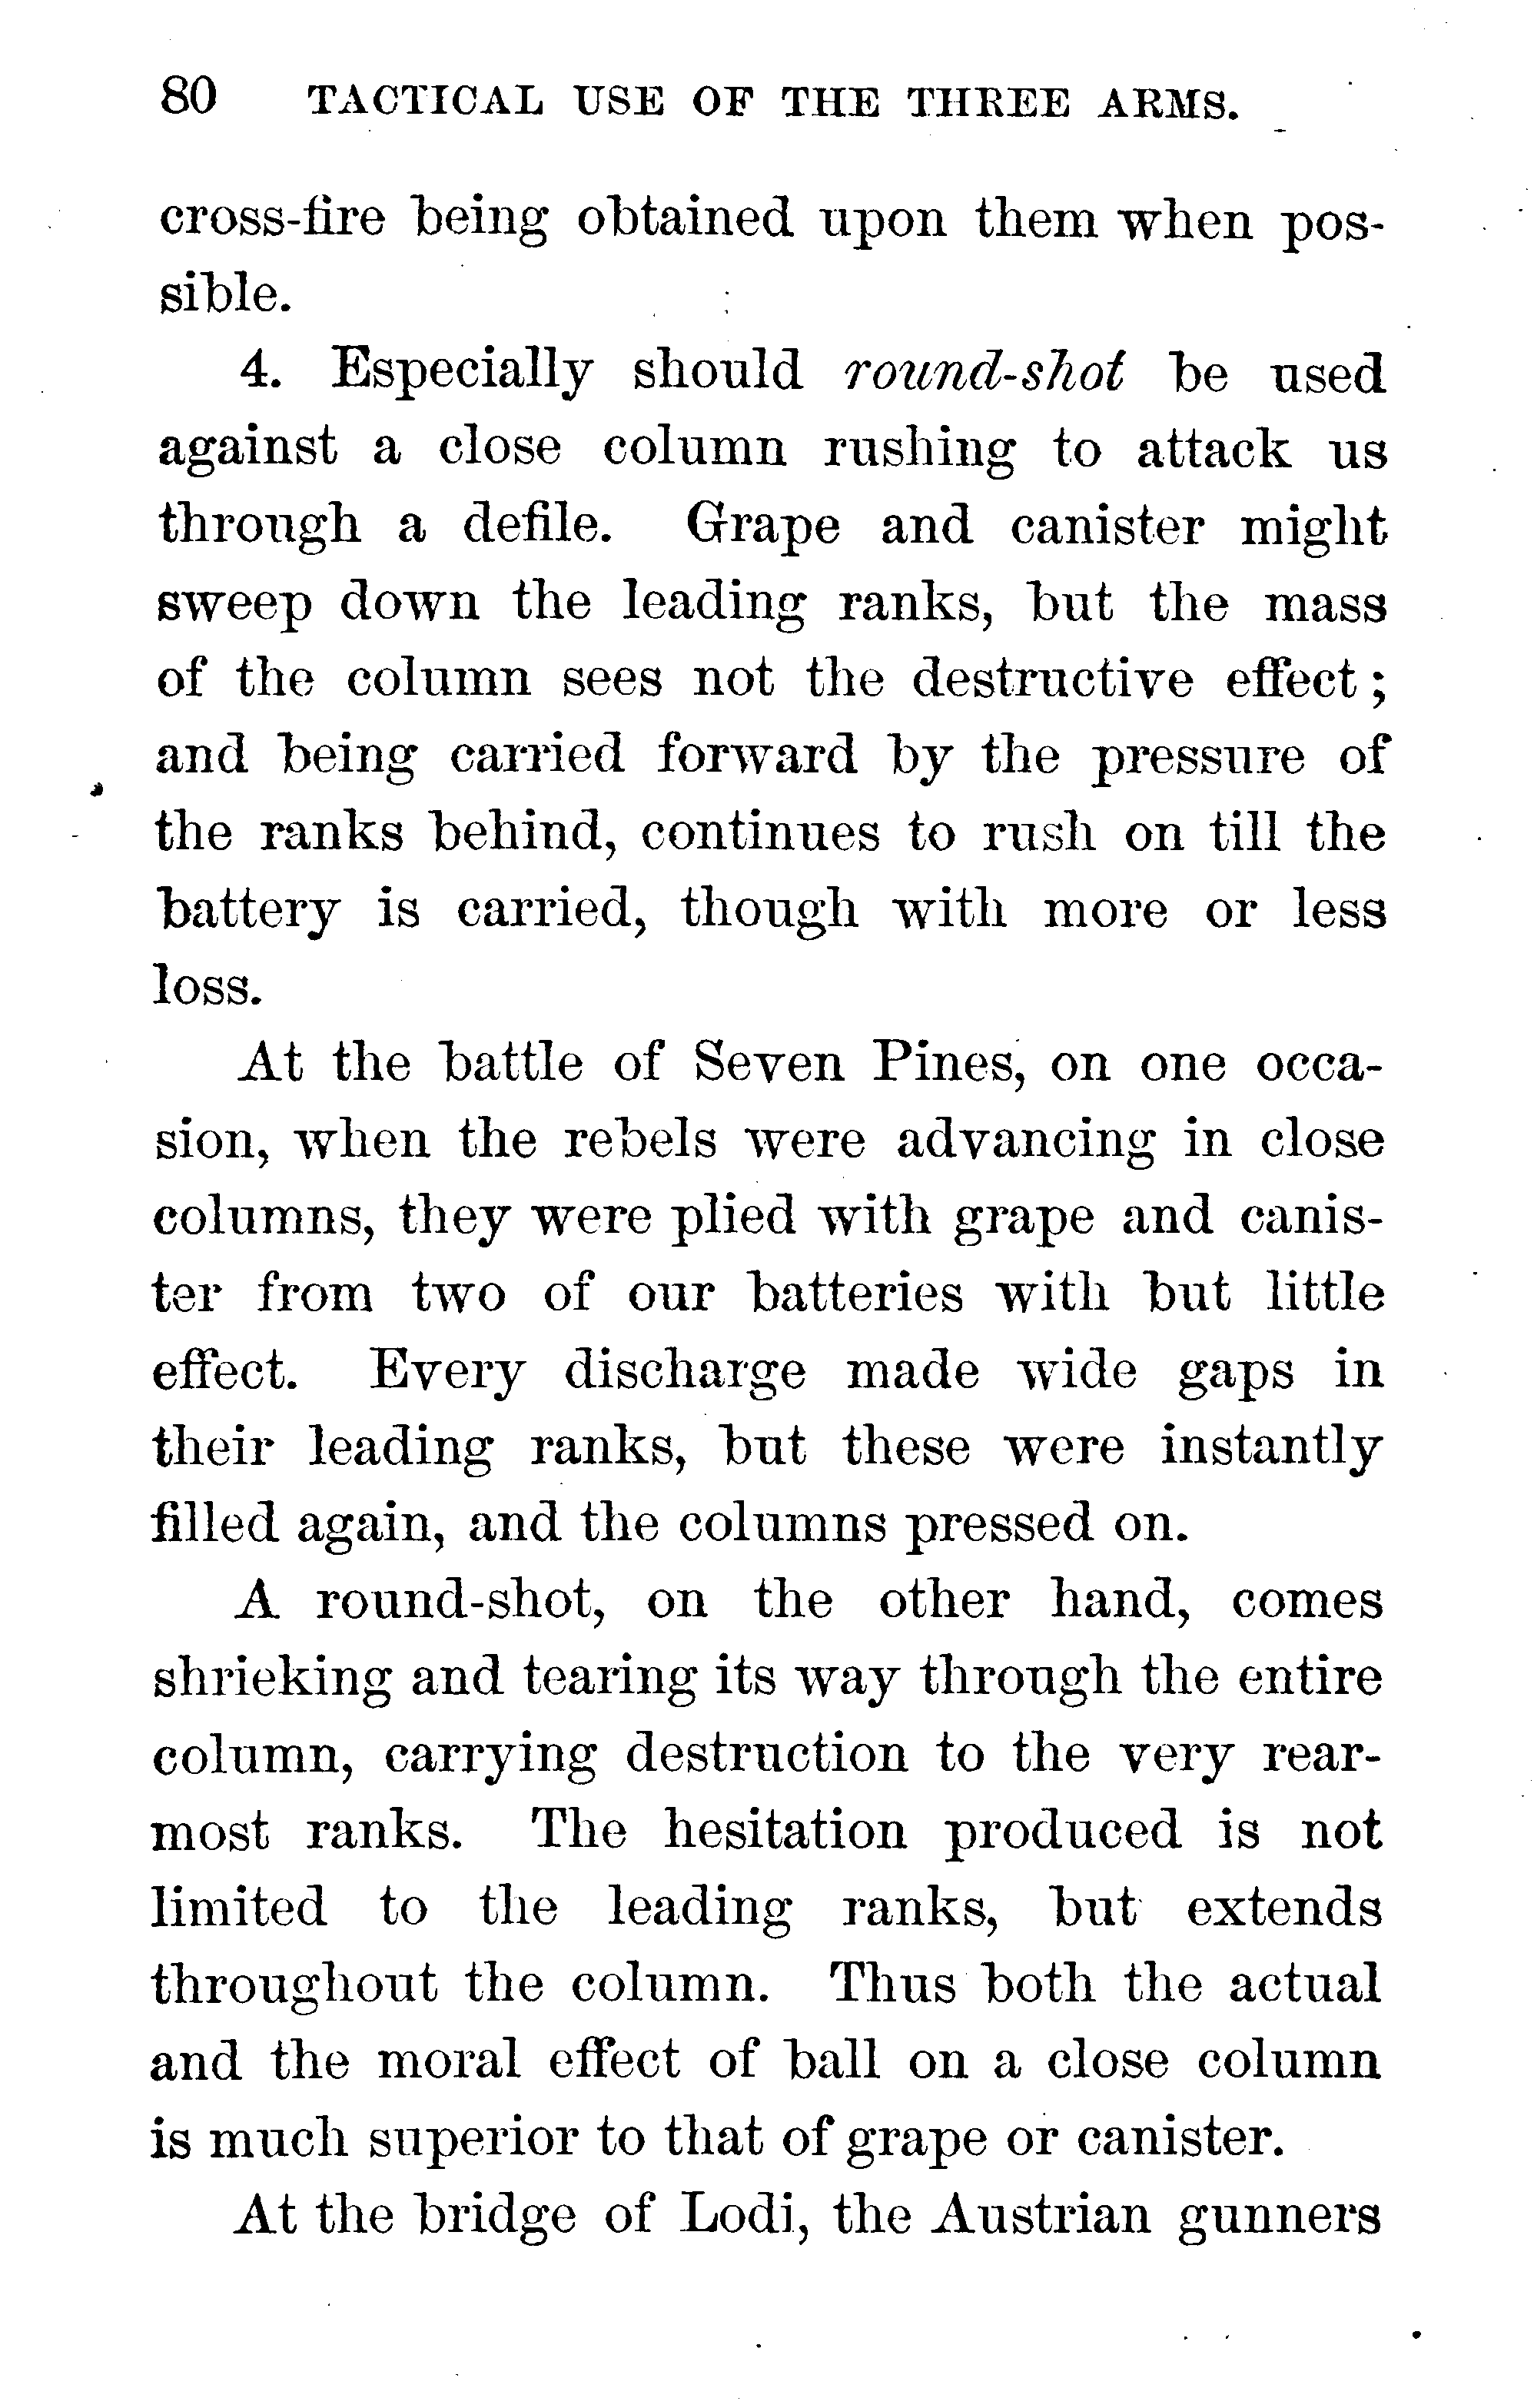 80 TACTICAL USE OF THE THREE ARMS.
cross-fire being obtained upon them when pos-
sible.
4. Especially should round-shot be used
against a close column rushing to attack us
through a defile. Grape and canister might
sweep down the leading ranks, but the mass
of the column sees not the destructive effect;
and being carried forward by the pressure of
the ranks behind, continues to rush on till the
battery is carried, though with more or less
loss.
At the battle of Seven Pines, on one occa-
sion, when the rebels were advancing in close
columns, they were plied with grape and canis-
ter from two of our batteries with but little
effect. Every discharge made wide gaps in
their leading ranks, but these were instantly
filled again, and the columns pressed on.
A round-shot, on the other hand, comes
shrieking and tearing its way through the entire
column, carrying destruction to the very rear-
most ranks. The hesitation produced is not
limited to the leading ranks, but extends
throughout the column. Thus both the actual
and the moral effect of ball on a close column
is much superior to that of grape or canister.
At the bridge of Lodi, the Austrian gunners